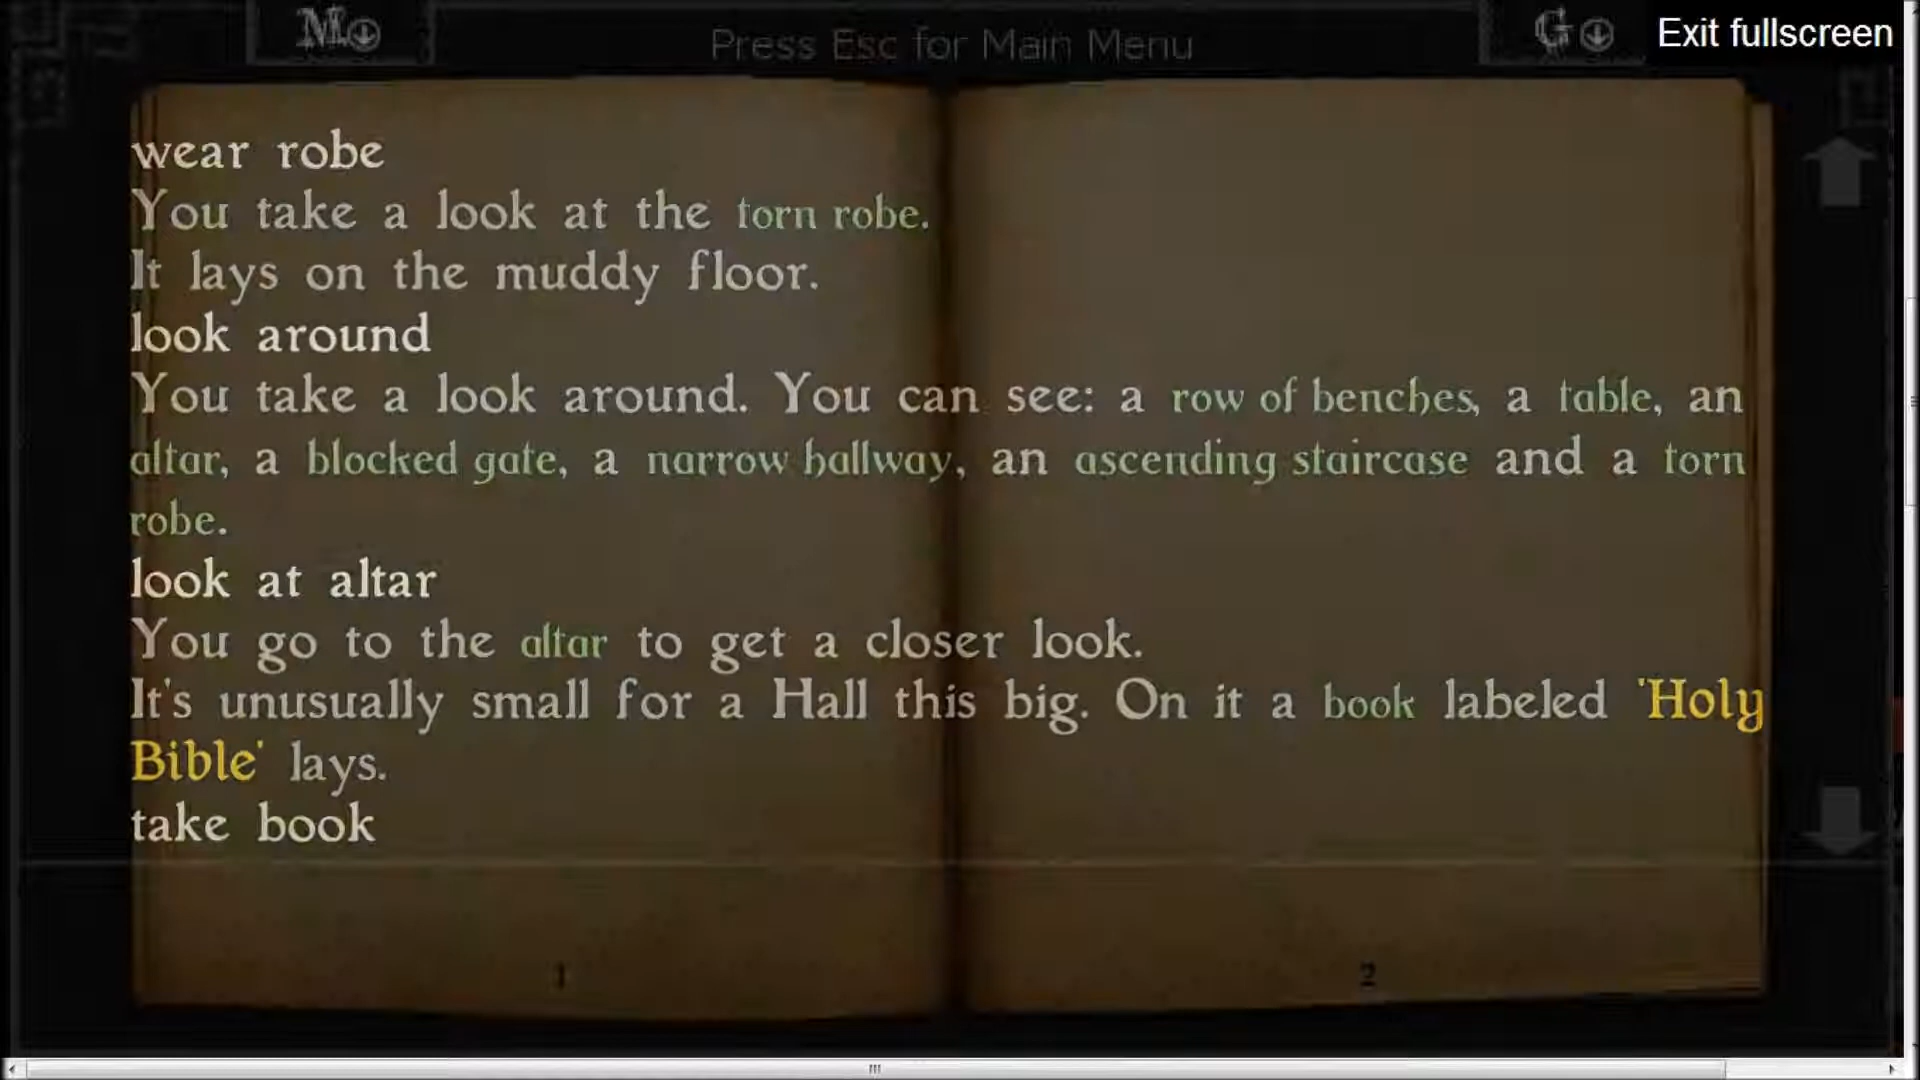 M
Press Esc for Main Menu
G
Exit fullscreen
wear robe
You take a look at the torn robe.
It lays on the muddy floor.
look around
You take a look around. You can see: a row of benches, a table, an
altar, a blocked gate, a narrow hallway, an ascending staircase and a torn
robe.
look at altar
You go to the altar to get a closer look.
It's unusually small for a Hall this big. On it a book labeled 'Holy
Bible' lays.
take book
1
2